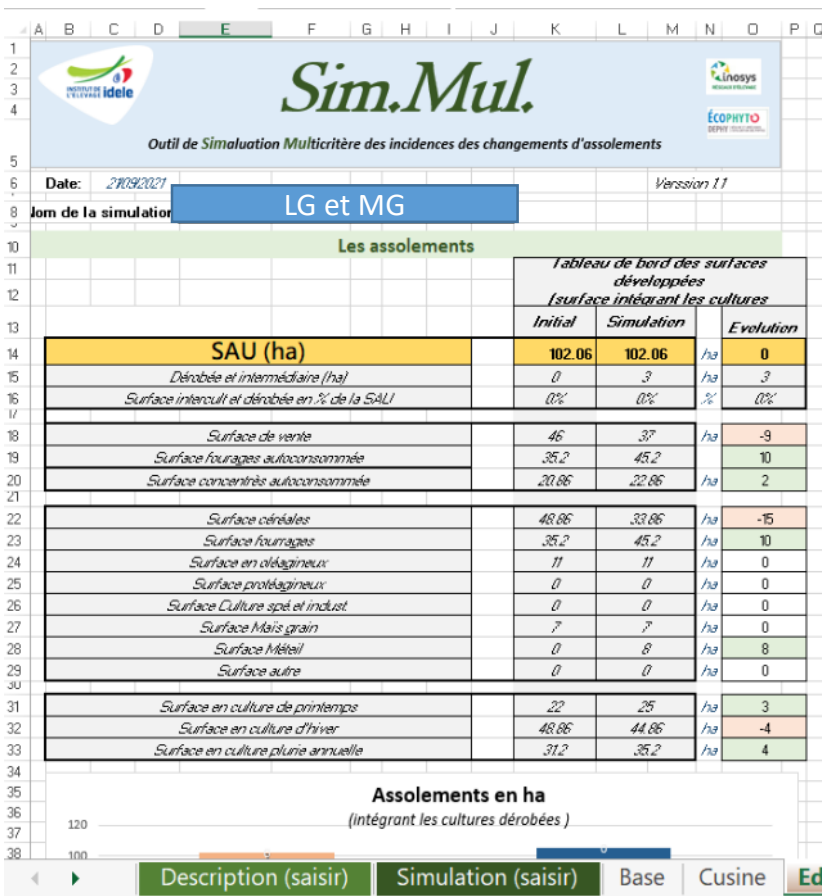 A B C D E F G H I J K L M N O P Q
1
2
3
4
INSTITUT DE L'ELEVAGE idele
Sim.Mul.
inosys
RÉSEAUX D'ÉLEVAGE
ÉCOPHYTO
DEPHY
Outil de Simaluation Multicritère des incidences des changements d'assolements
5
6 Date: 21/09/2021 Verssion 1.1
8 Nom de la simulation LG et MG
10 Les assolements
11 Tableau de bord des surfaces
12 développées
(surface intégrant les cultures
13 Initial Simulation Evolution
14 SAU (ha) 102.06 102.06 ha 0
15 Dérobée et intermédiaire (ha) 0 3 ha 3
16 Surface intercult et dérobée en % de la SAU 0% 0% % 0%
17
18 Surface de vente 46 37 ha -9
19 Surface fourages autoconsommée 35.2 45.2 10
20 Surface concentrès autoconsommée 20.86 22.86 ha 2
21
22 Surface céréales 48.86 33.86 ha -15
23 Surface fourrages 35.2 45.2 ha 10
24 Surface en oléagineux 11 11 ha 0
25 Surface protéagineux 0 0 ha 0
26 Surface Culture spé et indust 0 0 ha 0
27 Surface Maïs grain 7 7 ha 0
28 Surface Méteil 0 8 ha 8
29 Surface autre 0 0 ha 0
30
31 Surface en culture de printemps 22 25 ha 3
32 Surface en culture d'hiver 48.86 44.86 ha -4
33 Surface en culture plurie annuelle 31.2 35.2 ha 4
34
35 Assolements en ha
36 (intégrant les cultures dérobées )
37 120
38 100
Description (saisir) Simulation (saisir) Base Cusine Ed